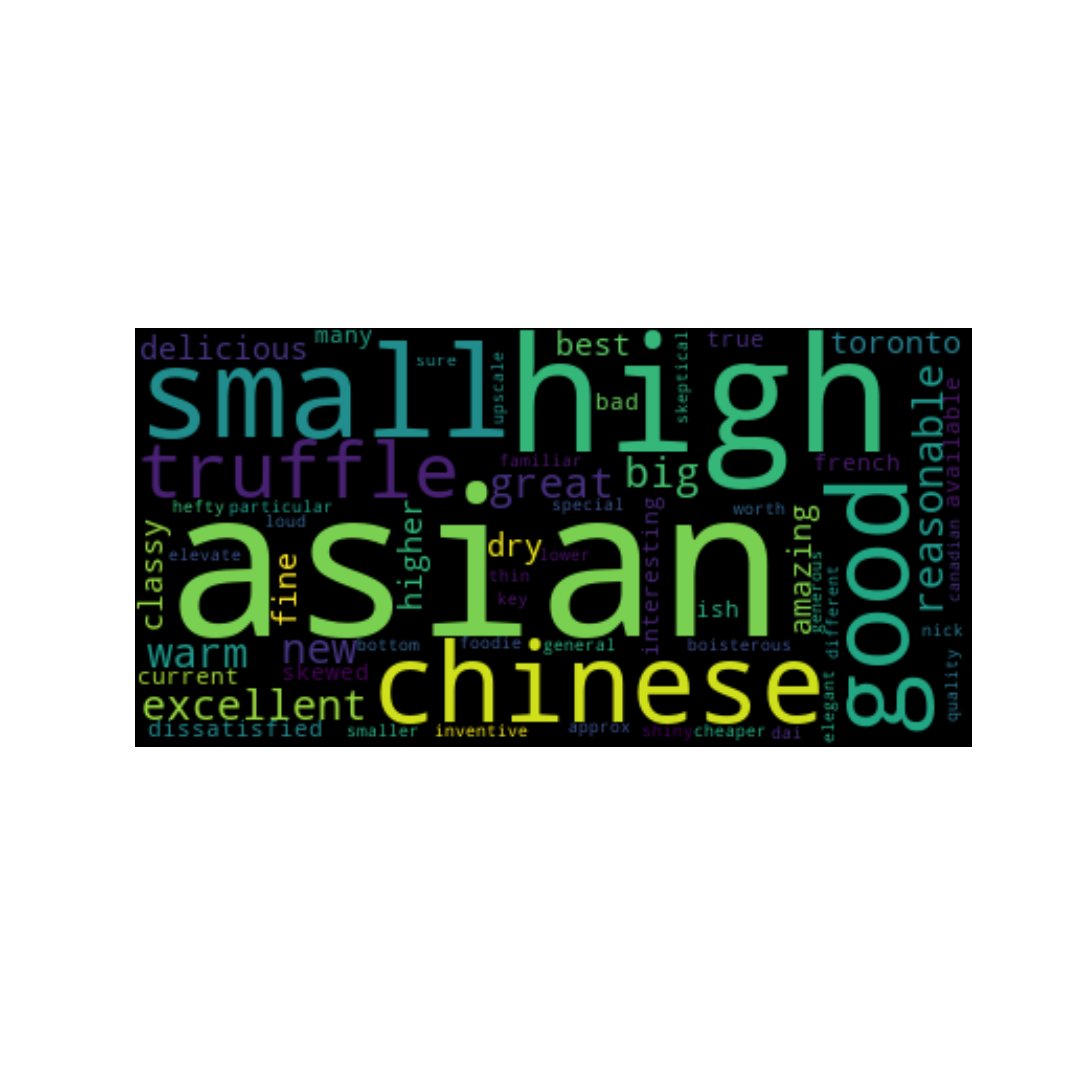 delicious
many
sure
upscale
best
bad
skeptical
true
toronto
small
high
reasonable
available
truffle
familiar
great
big
french
hefty
particular
loud
special
worth
classy
asian
good
elevate
fine
higher
dry
lower
thin
key
interesting
ish
amazing
generous
different
canadian
nick
warm
new
bottom
foodie
general
boisterous
current
skewed
chinese
elegant
quality
excellent
dissatisfied
smaller
inventive
approx
shiny
cheaper
dai